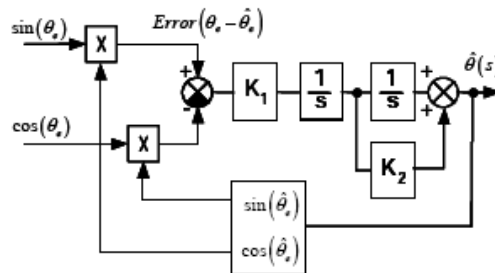 sin(θₑ)
X
Error(θₑ − θ̂ₑ)
+
-
K₁
1/s
1/s
+
+
θ̂(s)
cos(θₑ)
X
K₂
sin(θ̂ₑ)
cos(θ̂ₑ)